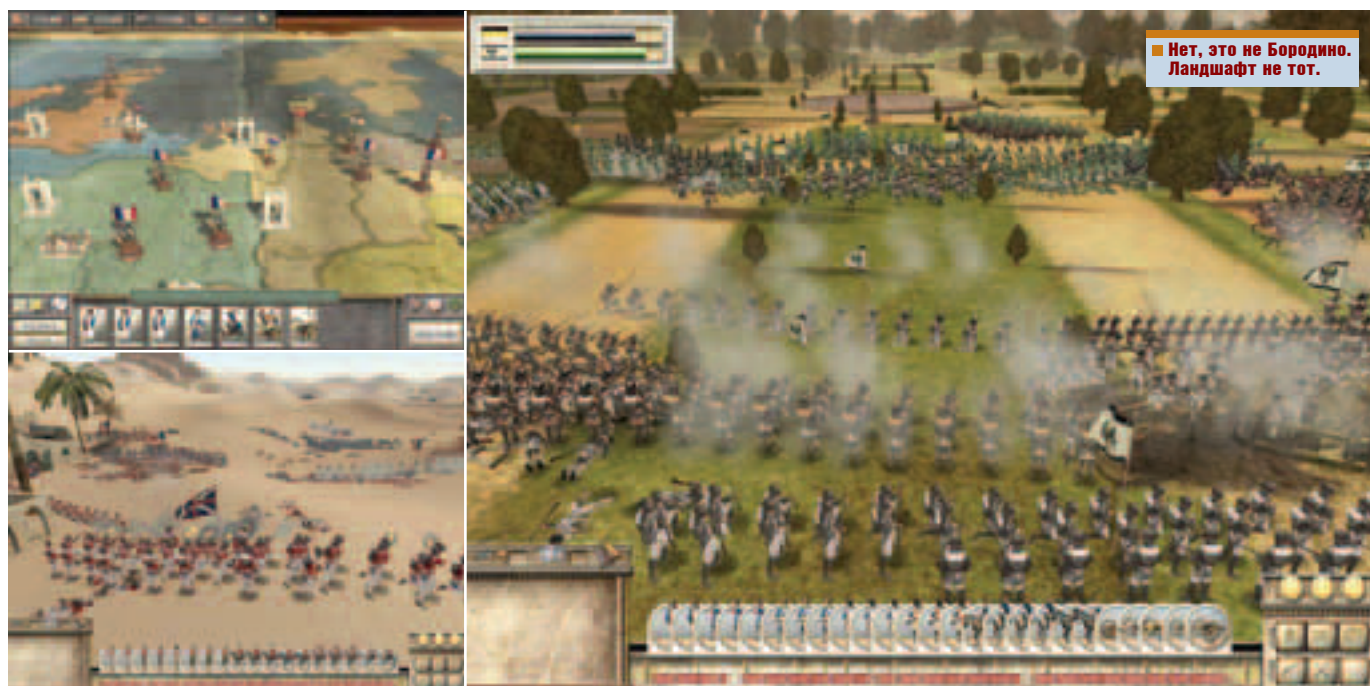 Нет, это не Бородино.
Ландшафт не тот.